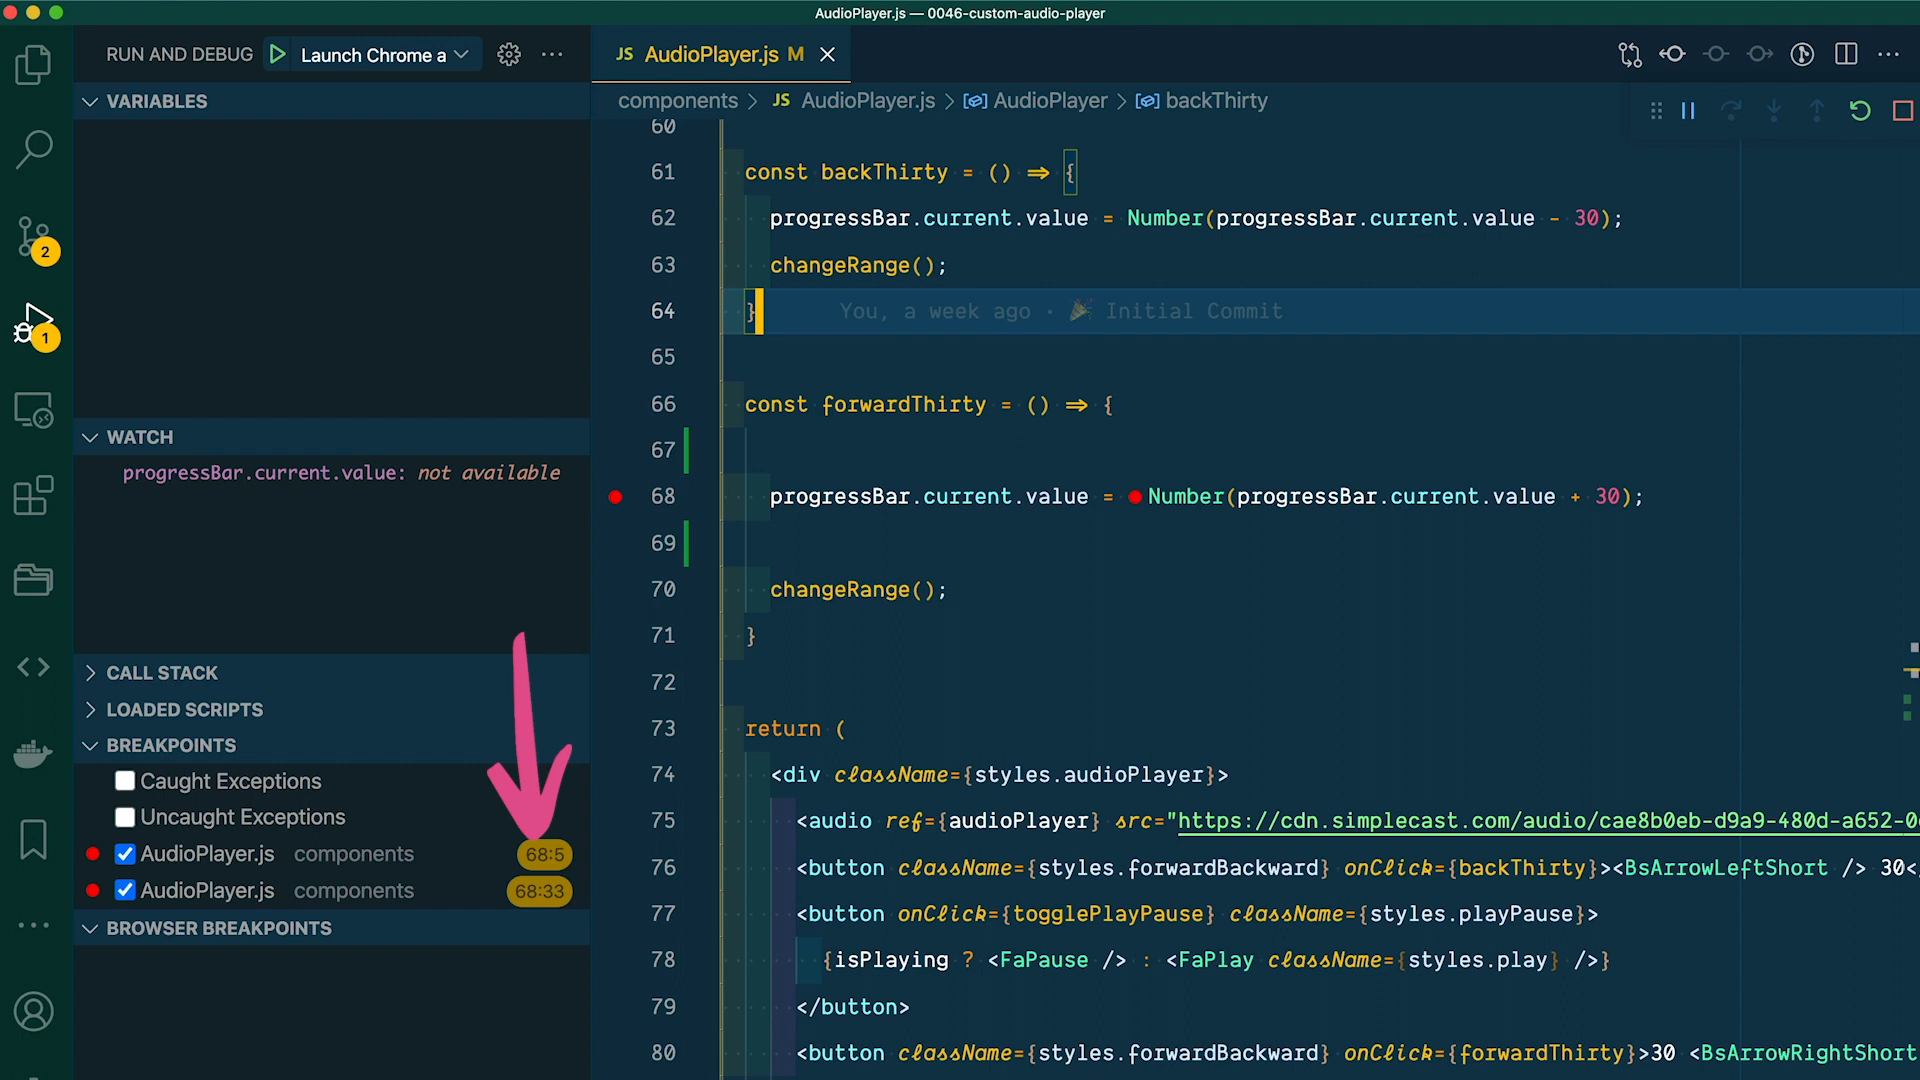 AudioPlayer.js — 0046-custom-audio-player
RUN AND DEBUG Launch Chrome a
JS AudioPlayer.js M
VARIABLES
components > JS AudioPlayer.js > AudioPlayer > backThirty
60
61 const backThirty = () => {
62 progressBar.current.value = Number(progressBar.current.value - 30);
63 changeRange();
64 } You, a week ago · 🎉 Initial Commit
65
66 const forwardThirty = () => {
67
68 progressBar.current.value = Number(progressBar.current.value + 30);
69
70 changeRange();
71 }
72
73 return (
74 <div className={styles.audioPlayer}>
75 <audio ref={audioPlayer} src="https://cdn.simplecast.com/audio/cae8b0eb-d9a9-480d-a652-0
76 <button className={styles.forwardBackward} onClick={backThirty}><BsArrowLeftShort /> 30<
77 <button onClick={togglePlayPause} className={styles.playPause}>
78 {isPlaying ? <FaPause /> : <FaPlay className={styles.play} />}
79 </button>
80 <button className={styles.forwardBackward} onClick={forwardThirty}>30 <BsArrowRightShort
2
1
WATCH
progressBar.current.value: not available
CALL STACK
LOADED SCRIPTS
BREAKPOINTS
Caught Exceptions
Uncaught Exceptions
AudioPlayer.js components 68:5
AudioPlayer.js components 68:33
BROWSER BREAKPOINTS